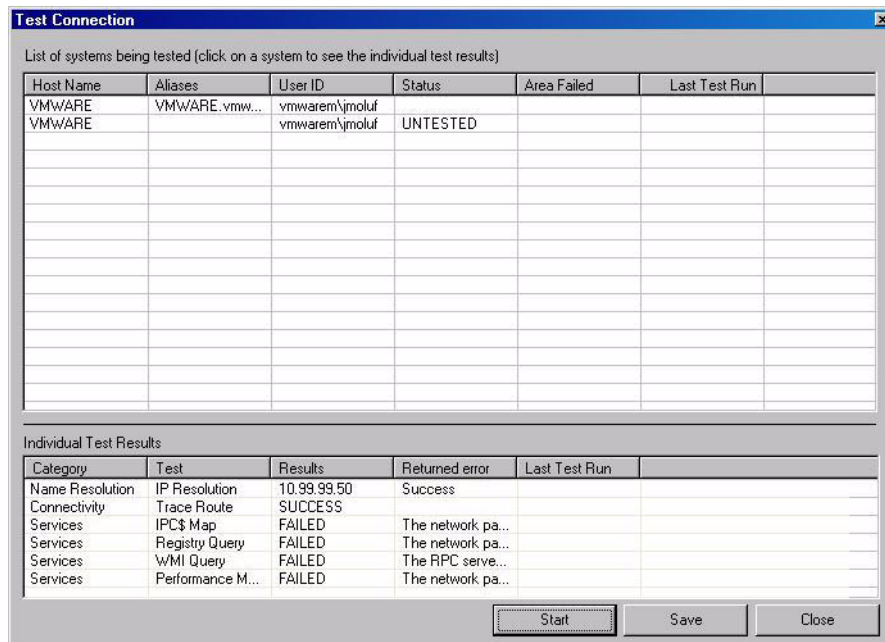 Test Connection
List of systems being tested (click on a system to see the individual test results)
Host Name Aliases User ID Status Area Failed Last Test Run
VMWARE VMWARE.vmw... vmwarem\jmoluf
VMWARE vmwarem\jmoluf UNTESTED
Individual Test Results
Category Test Results Returned error Last Test Run
Name Resolution IP Resolution 10.99.99.50 Success
Connectivity Trace Route SUCCESS
Services IPC$ Map FAILED The network pa...
Services Registry Query FAILED The network pa...
Services WMI Query FAILED The RPC serve...
Services Performance M... FAILED The network pa...
Start Save Close